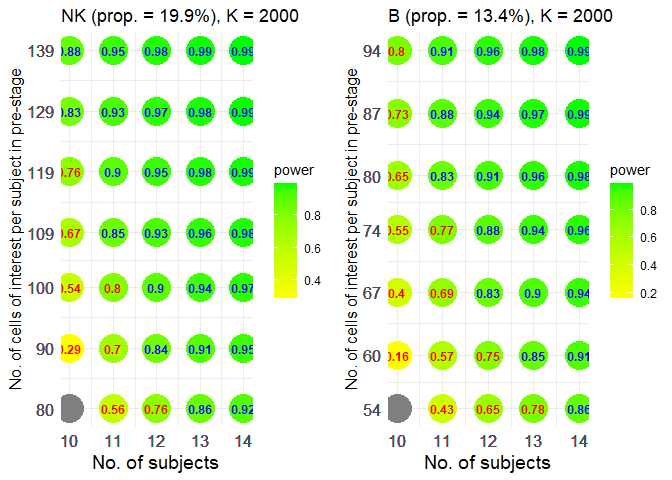 NK (prop. = 19.9%), K = 2000
No. of cells of interest per subject in pre-stage
139 0.88 0.95 0.98 0.99 0.99
129 0.83 0.93 0.97 0.98 0.99
119 0.76 0.9 0.95 0.98 0.99
109 0.67 0.85 0.93 0.96 0.98
100 0.54 0.8 0.9 0.94 0.97
90 0.29 0.7 0.84 0.91 0.95
80 0.56 0.76 0.86 0.92
10 11 12 13 14
No. of subjects
power
0.8
0.6
0.4
B (prop. = 13.4%), K = 2000
No. of cells of interest per subject in pre-stage
94 0.8 0.91 0.96 0.98 0.99
87 0.73 0.88 0.94 0.97 0.99
80 0.65 0.83 0.91 0.96 0.98
74 0.55 0.77 0.88 0.94 0.96
67 0.4 0.69 0.83 0.9 0.94
60 0.16 0.57 0.75 0.85 0.91
54 0.43 0.65 0.78 0.86
10 11 12 13 14
No. of subjects
power
0.8
0.6
0.4
0.2